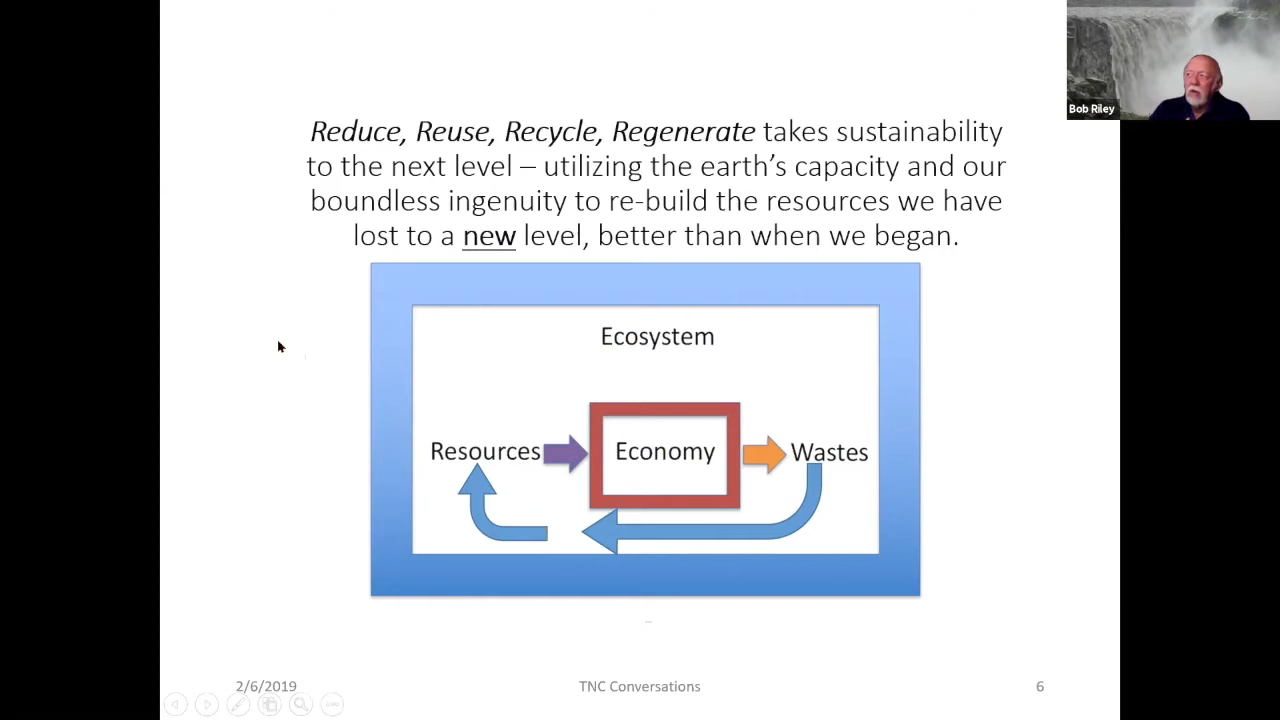 Bob Riley
Reduce, Reuse, Recycle, Regenerate takes sustainability
to the next level – utilizing the earth’s capacity and our
boundless ingenuity to re-build the resources we have
lost to a new level, better than when we began.
Ecosystem
Resources
Economy
Wastes
2/6/2019
TNC Conversations
6